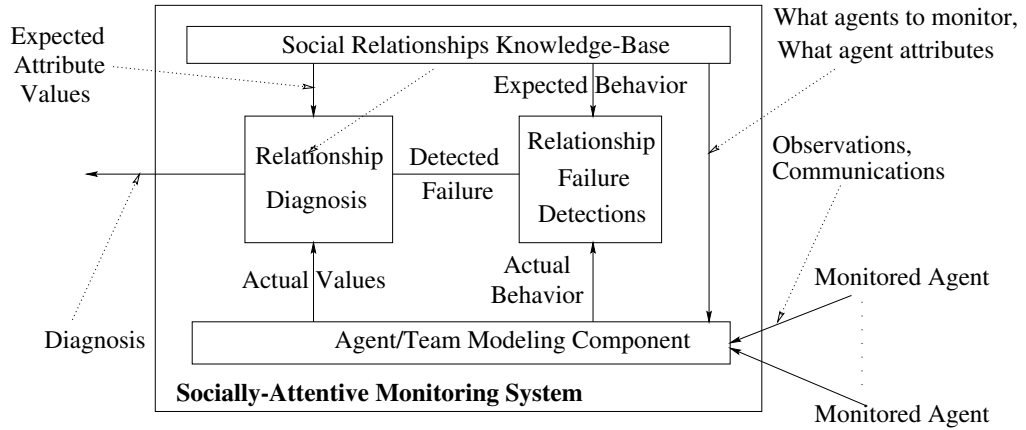 What agents to monitor,
What agent attributes
Expected
Attribute
Values
Social Relationships Knowledge-Base
Expected Behavior
Relationship
Diagnosis
Detected
Failure
Relationship
Failure
Detections
Observations,
Communications
Actual Values
Actual
Behavior
Monitored Agent
Diagnosis
Agent/Team Modeling Component
Socially-Attentive Monitoring System
Monitored Agent